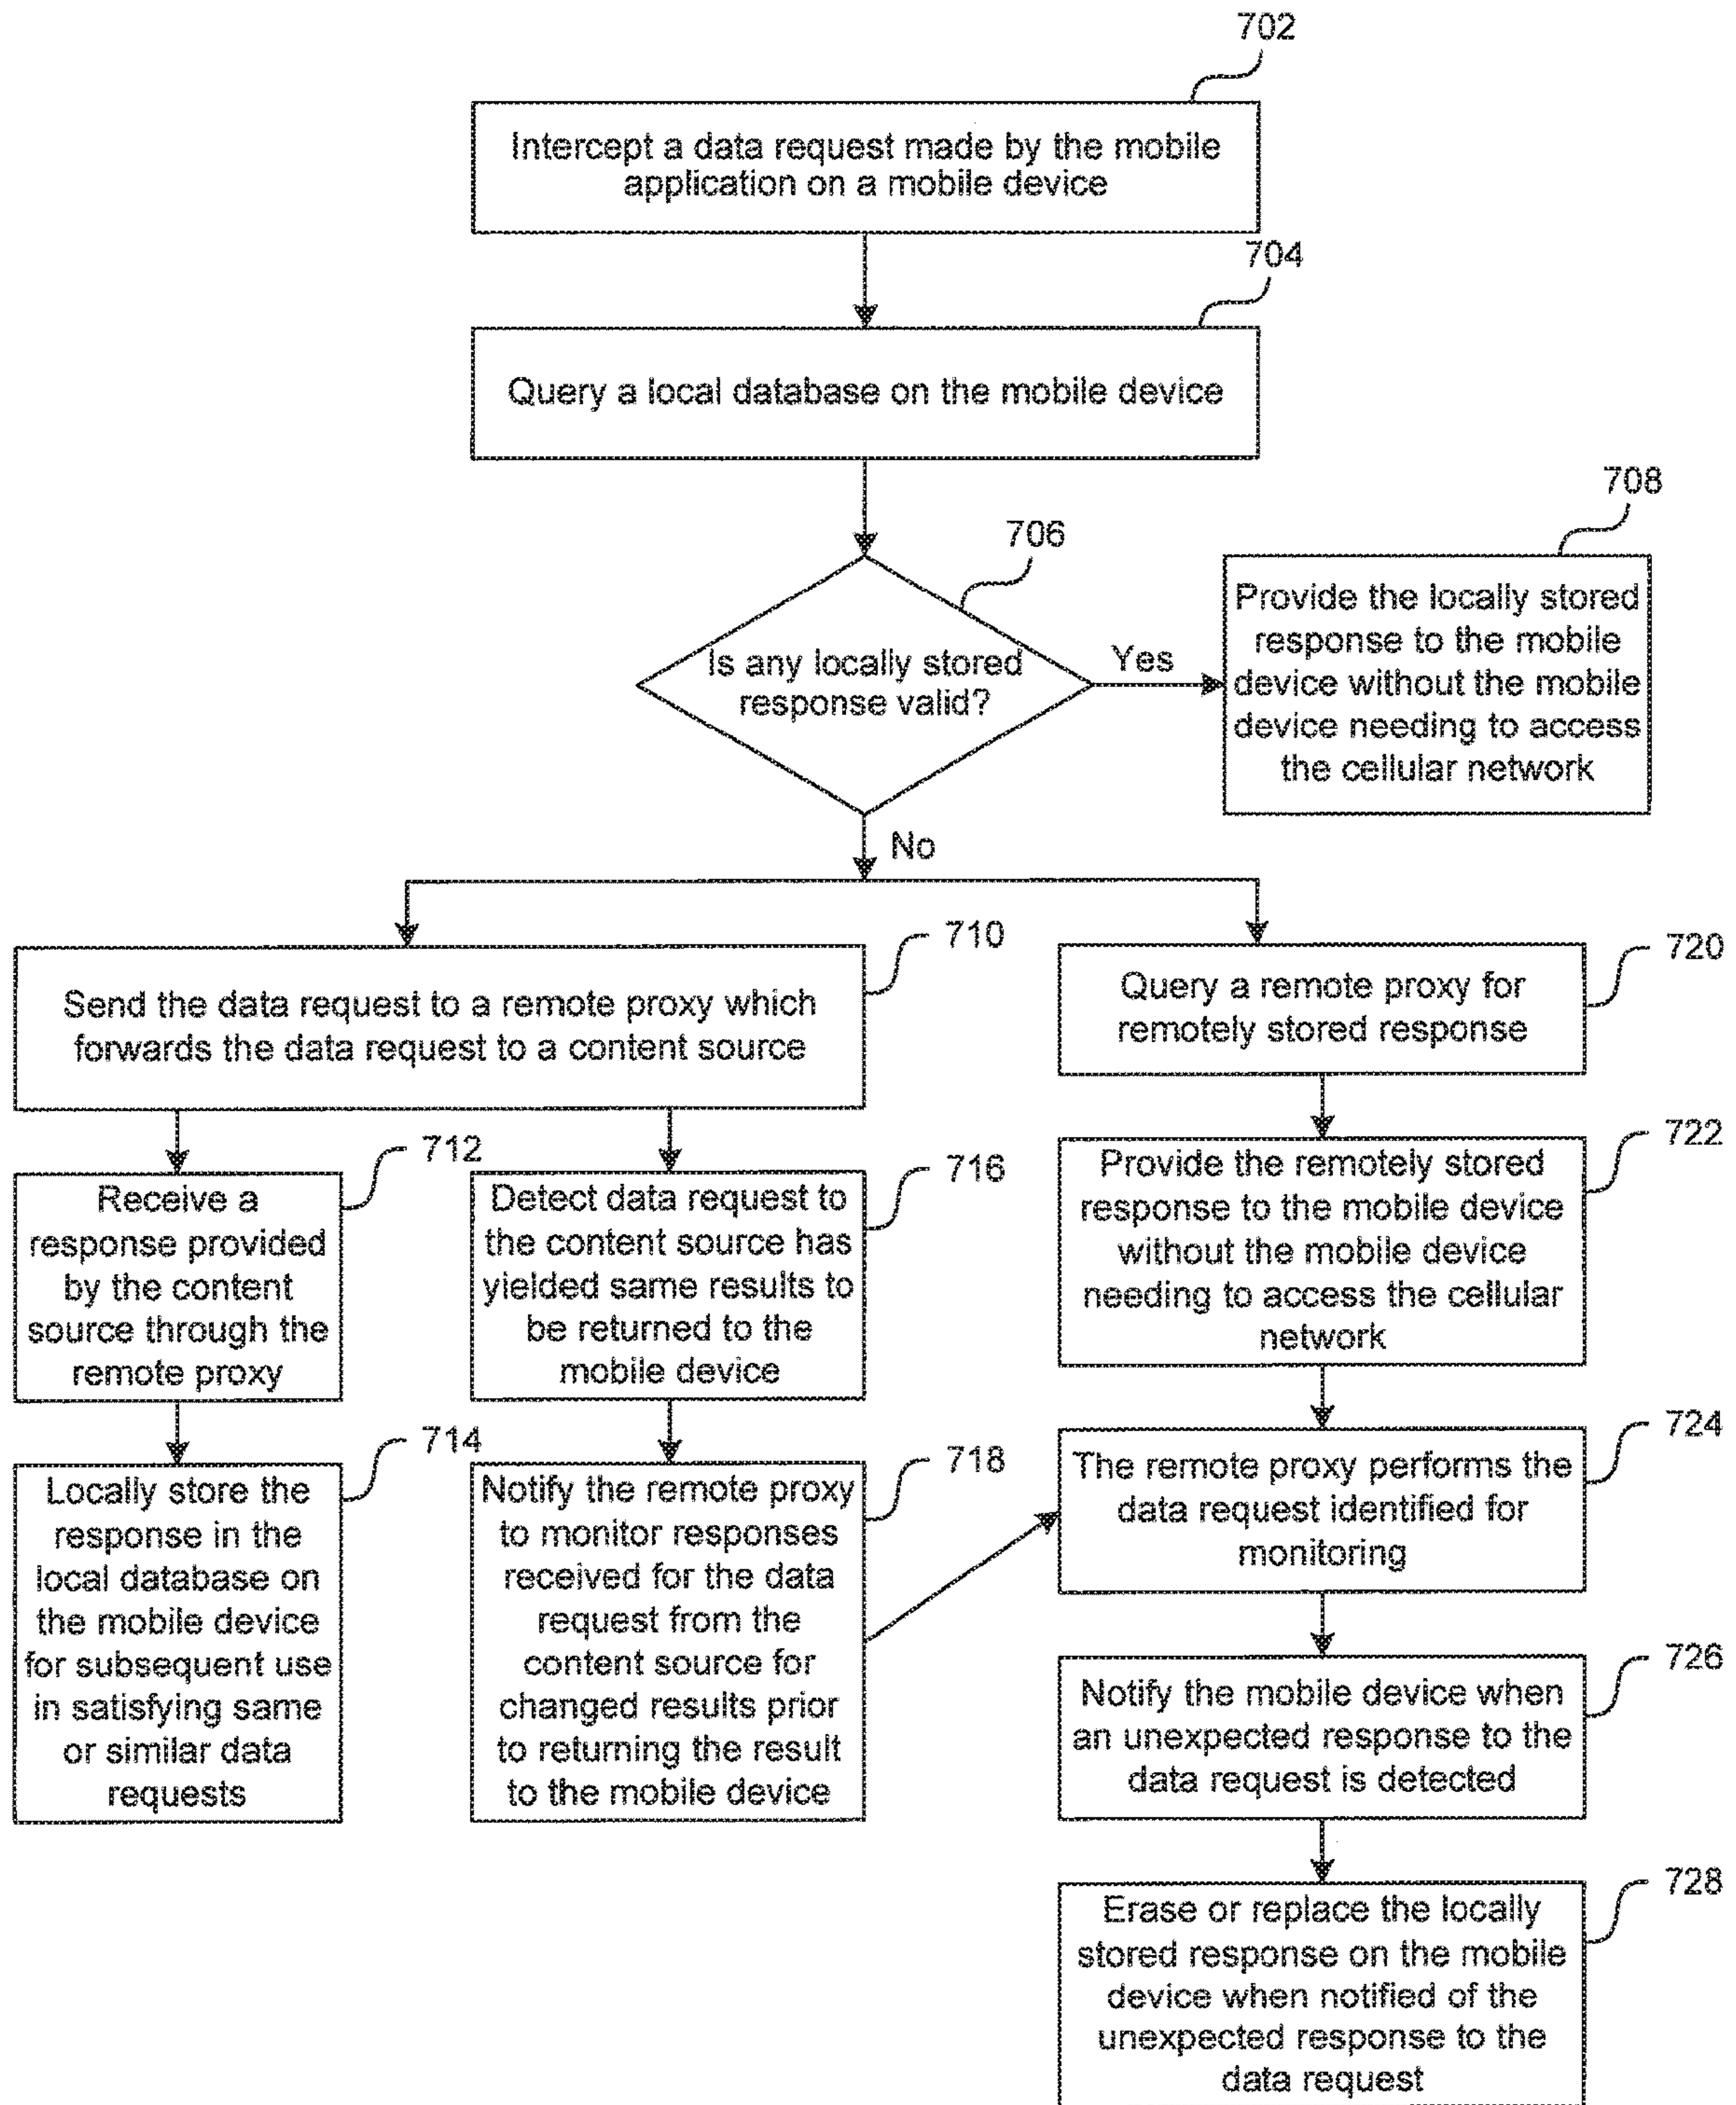 702
Intercept a data request made by the mobile
application on a mobile device
704
Query a local database on the mobile device
706
Is any locally stored
response valid?
Yes
708
Provide the locally stored
response to the mobile
device without the mobile
device needing to access
the cellular network
No
710
Send the data request to a remote proxy which
forwards the data request to a content source
712
Receive a
response provided
by the content
source through the
remote proxy
714
Locally store the
response in the
local database on
the mobile device
for subsequent use
in satisfying same
or similar data
requests
716
Detect data request to
the content source has
yielded same results to
be returned to the
mobile device
718
Notify the remote proxy
to monitor responses
received for the data
request from the
content source for
changed results prior
to returning the result
to the mobile device
720
Query a remote proxy for
remotely stored response
722
Provide the remotely stored
response to the mobile device
without the mobile device
needing to access the cellular
network
724
The remote proxy performs the
data request identified for
monitoring
726
Notify the mobile device when
an unexpected response to the
data request is detected
728
Erase or replace the locally
stored response on the mobile
device when notified of the
unexpected response to the
data request